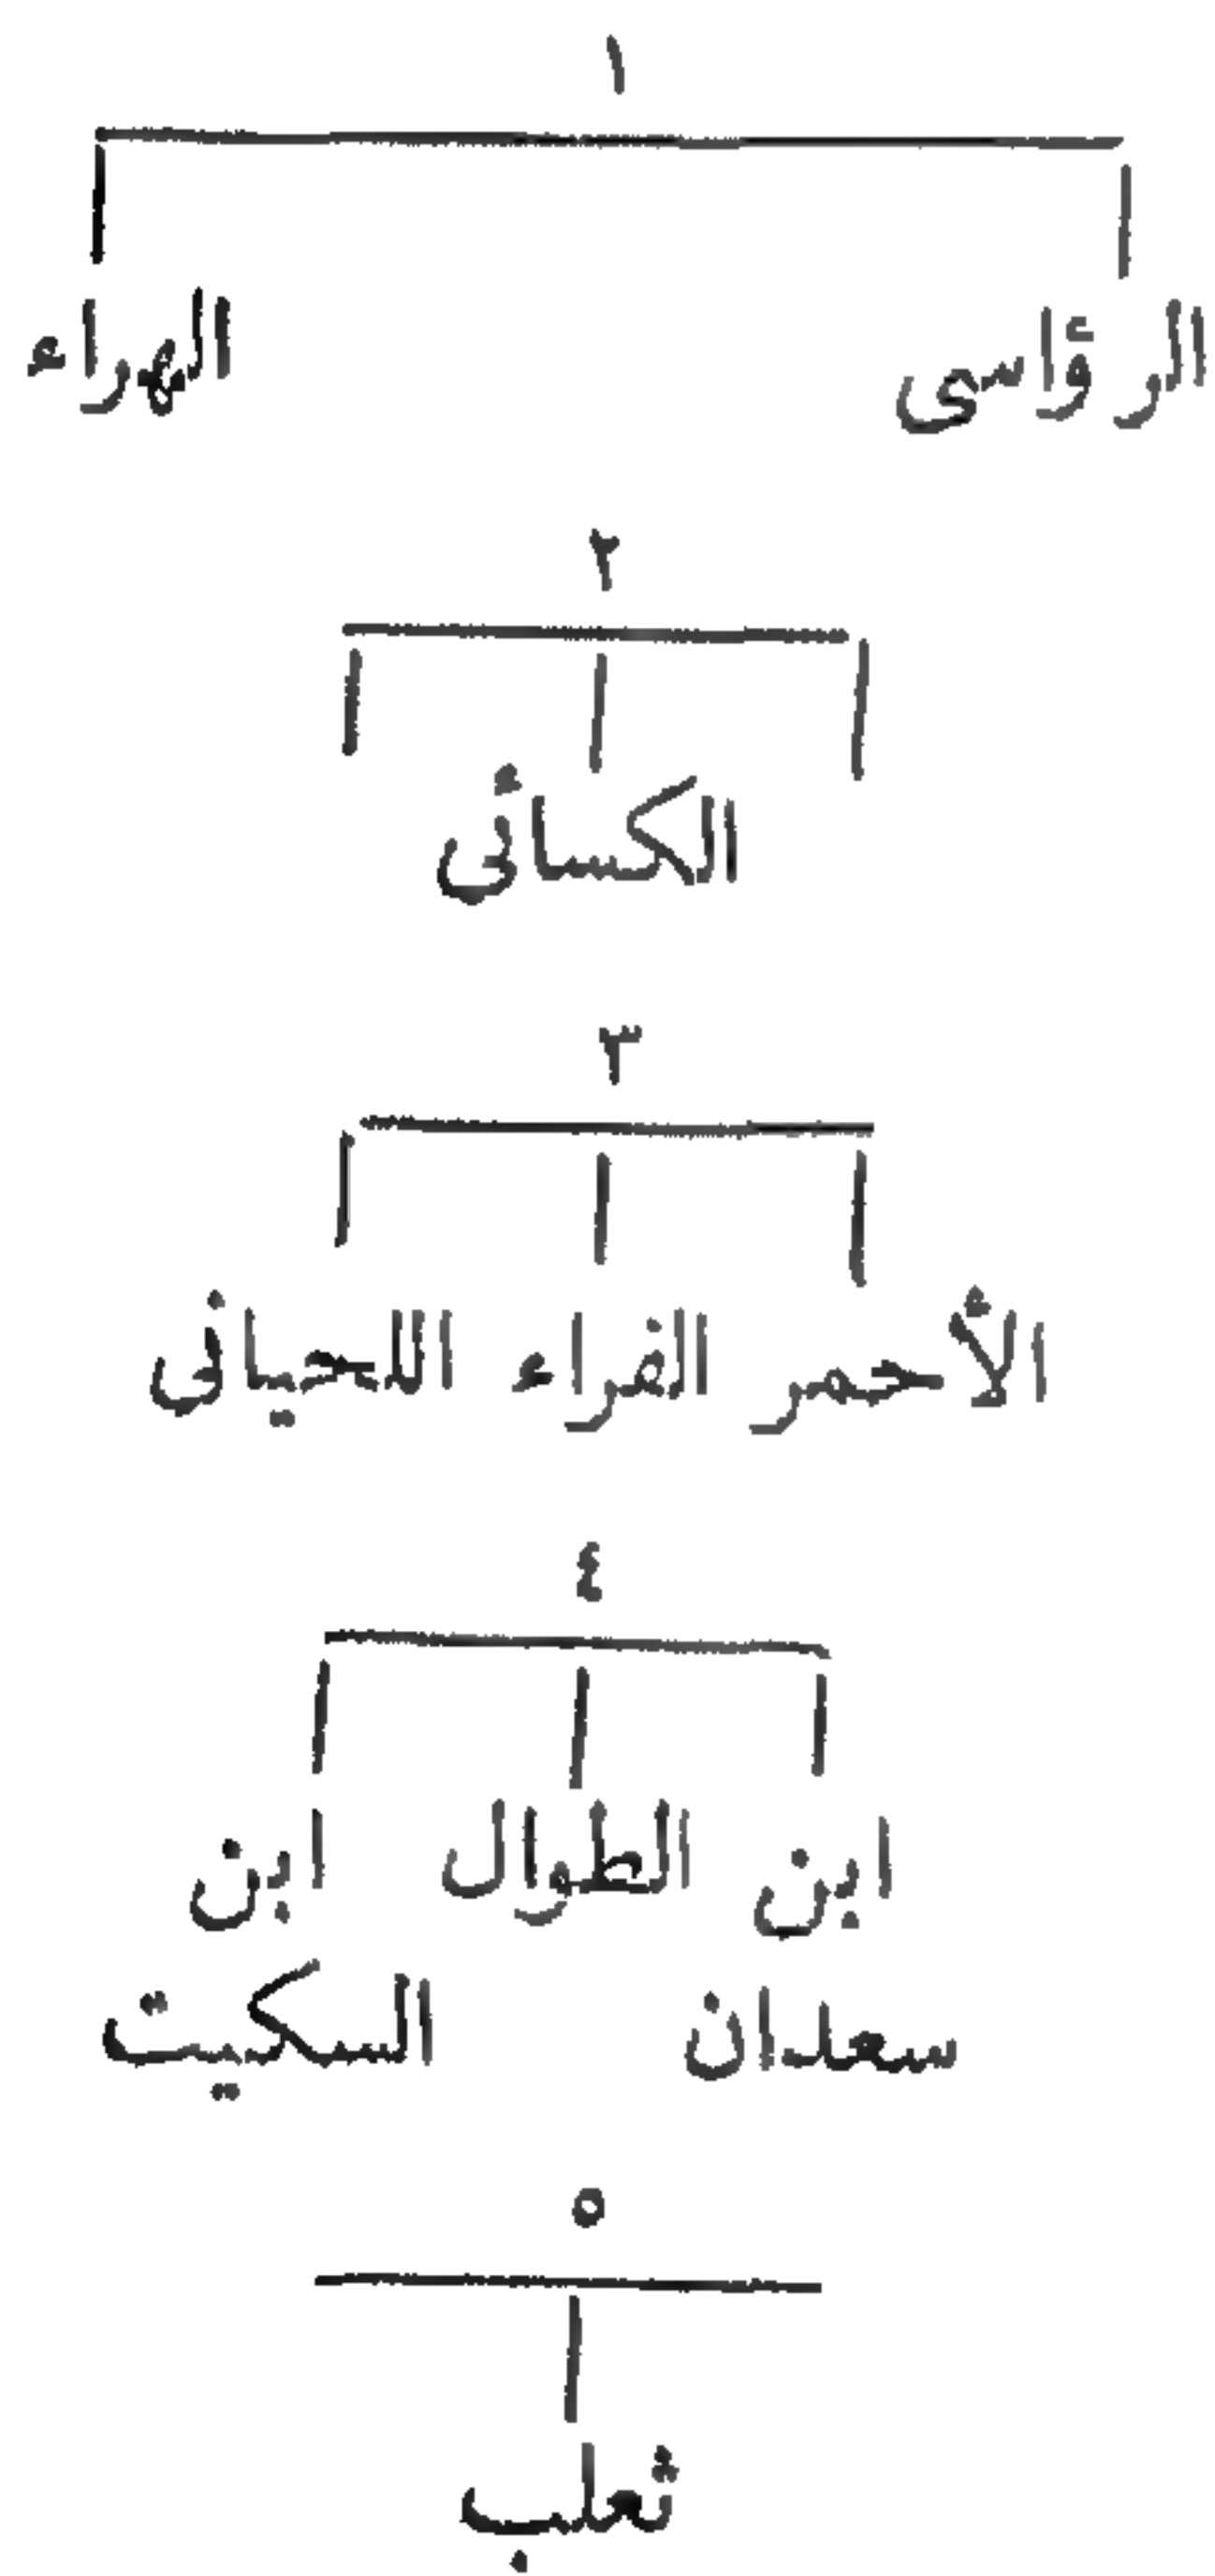 ١
الرؤاسى الهراء
٢
الكسائى
٣
الأحمر الفراء اللحيانى
٤
ابن الطوال ابن
سعدان السكيت
٥
ثعلب